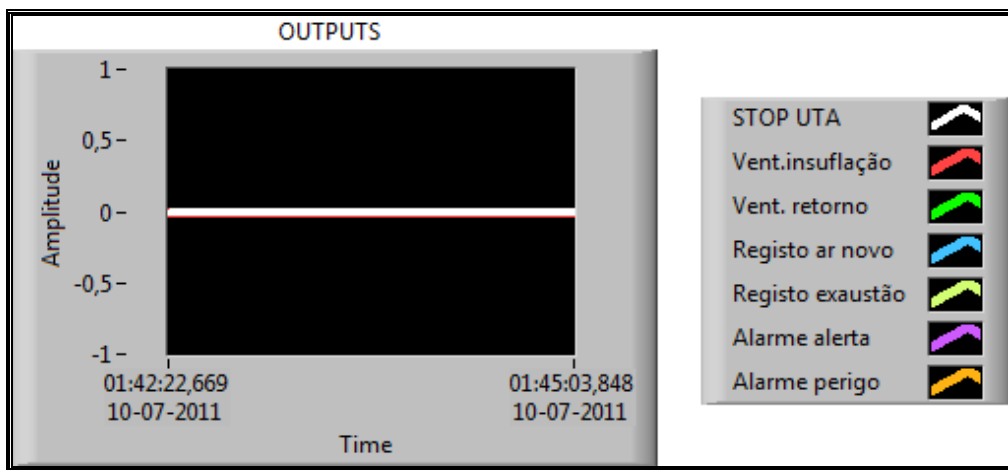 OUTPUTS
Amplitude
1
0,5
0
-0,5
-1
01:42:22,669
10-07-2011
01:45:03,848
10-07-2011
Time
STOP UTA
Vent.insuflação
Vent. retorno
Registo ar novo
Registo exaustão
Alarme alerta
Alarme perigo